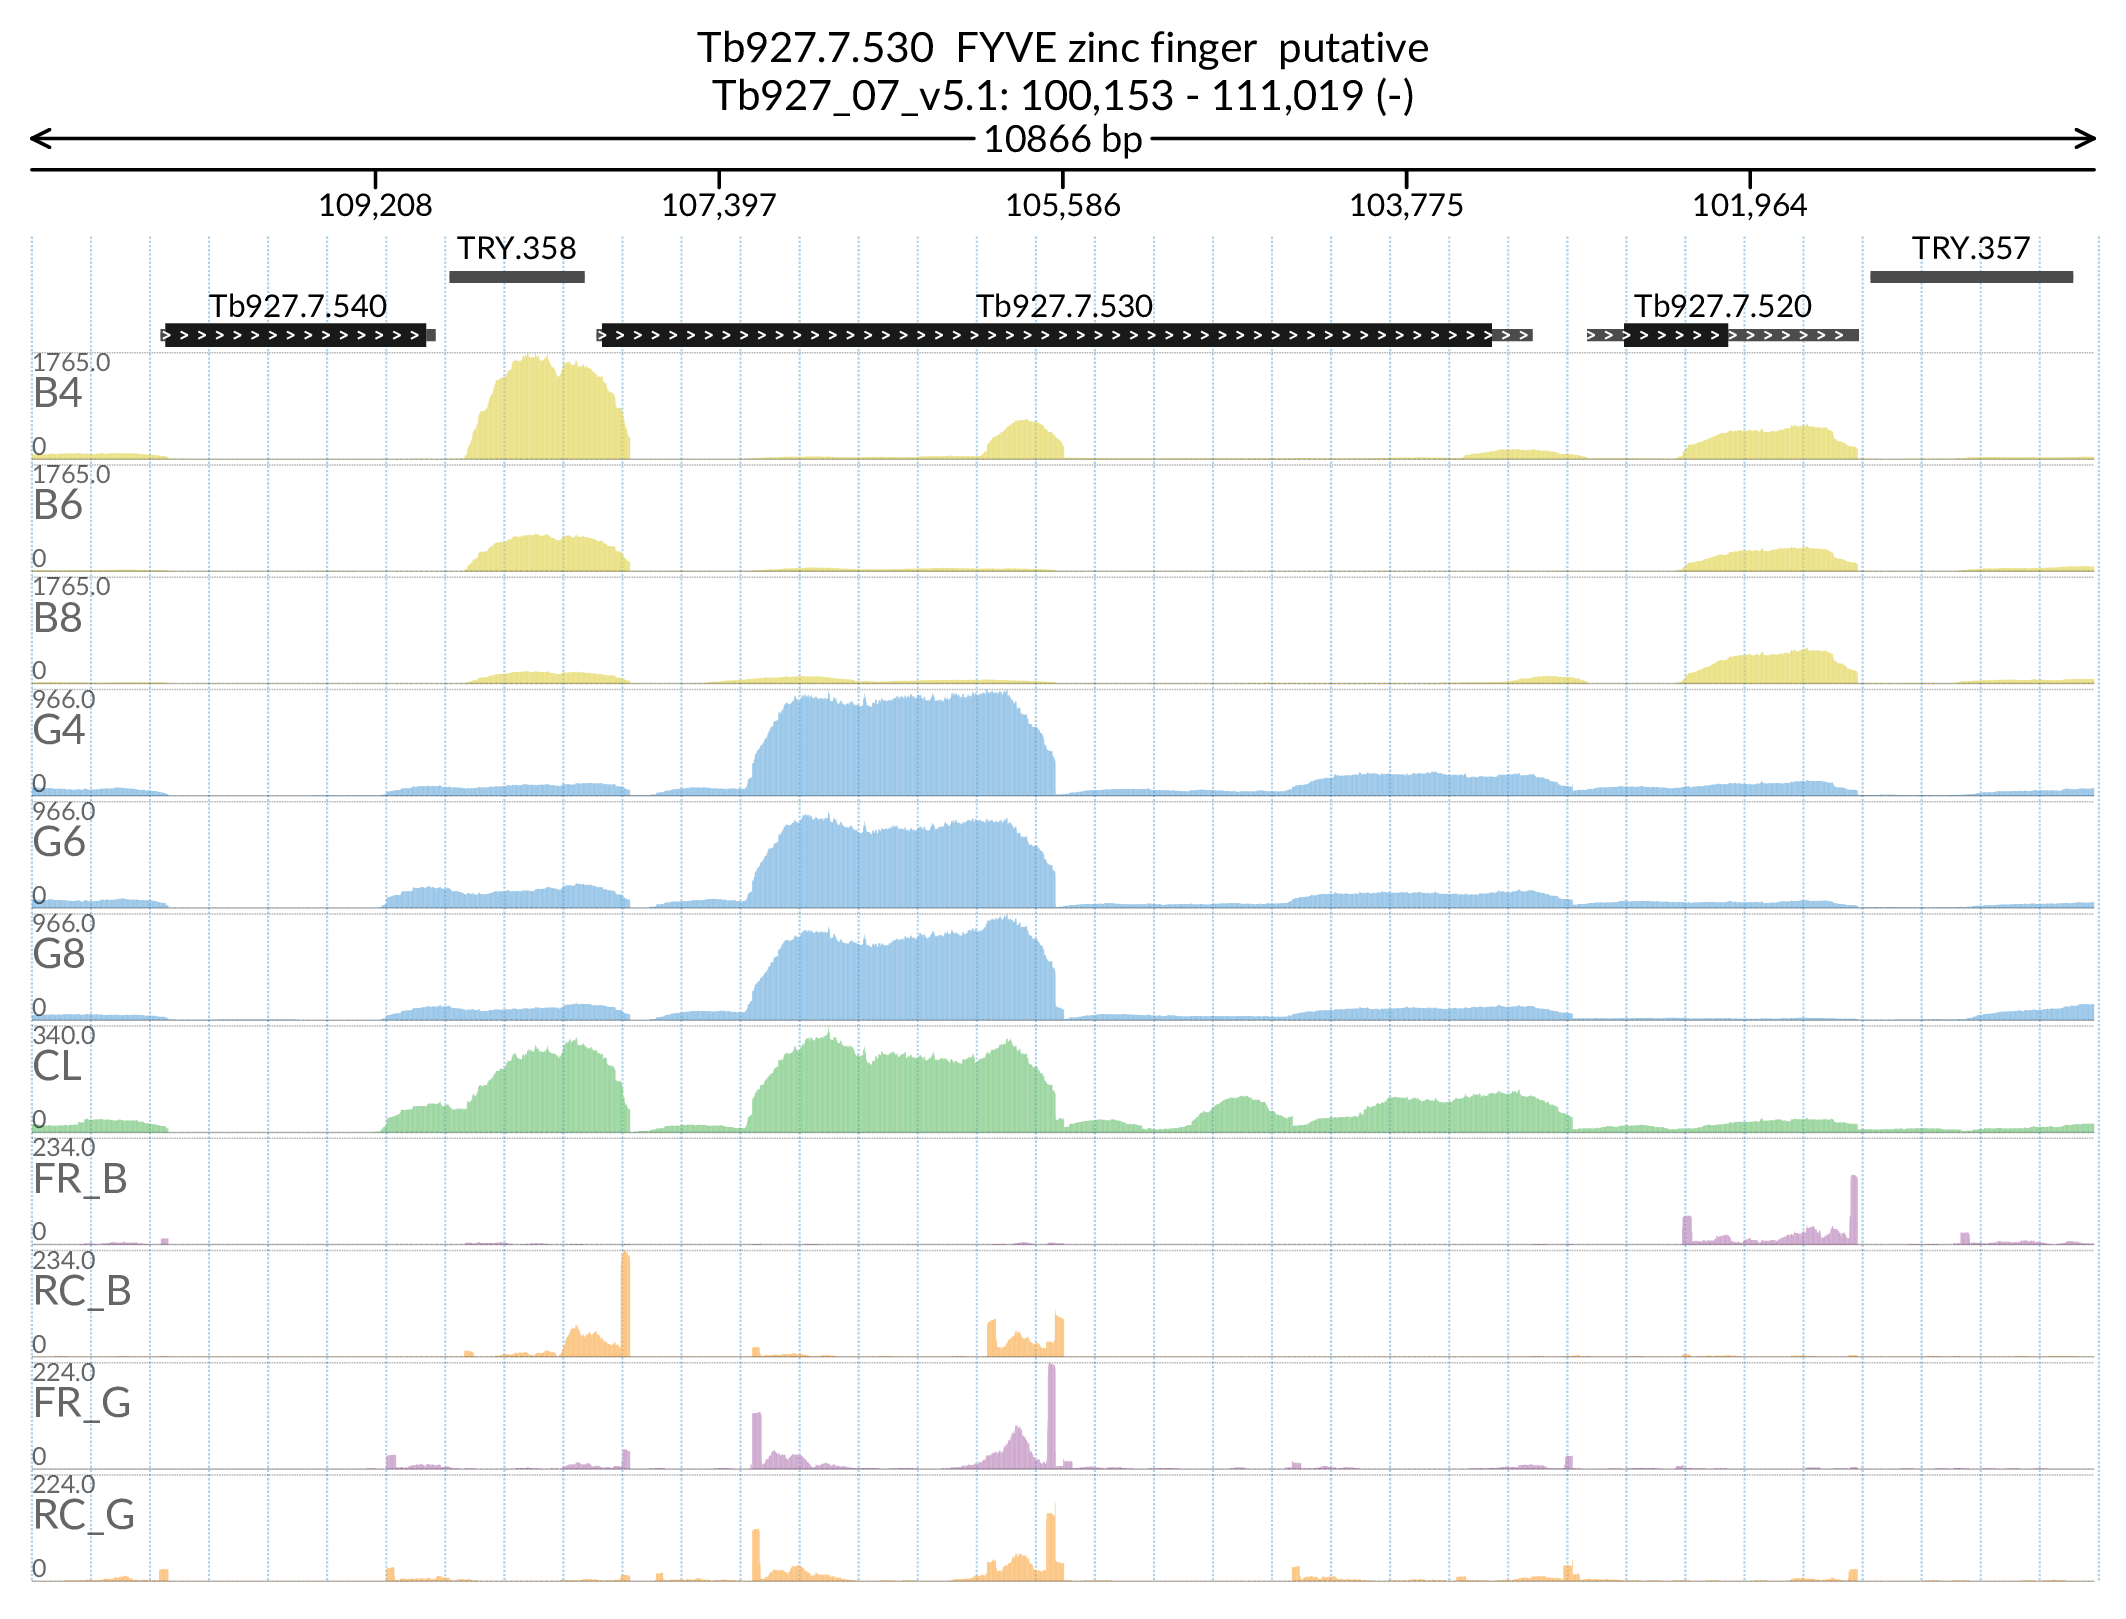 Tb927.7.530  FYVE zinc finger  putative
Tb927_07_v5.1: 100,153 - 111,019 (-)
10866 bp
109,208 107,397 105,586 103,775 101,964
TRY.358 TRY.357
Tb927.7.540 Tb927.7.530 Tb927.7.520
1765.0
B4
0
1765.0
B6
0
1765.0
B8
0
966.0
G4
0
966.0
G6
0
966.0
G8
0
340.0
CL
0
234.0
FR_B
0
234.0
RC_B
0
224.0
FR_G
0
224.0
RC_G
0